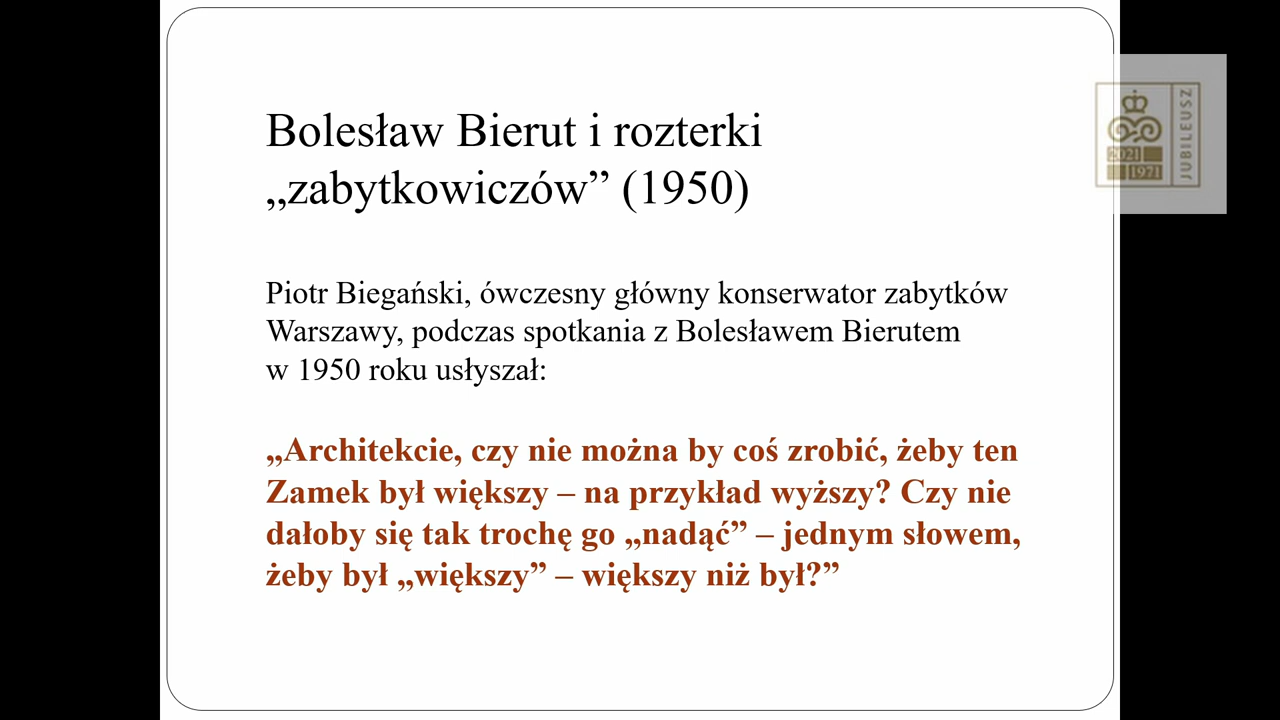 Bolesław Bierut i rozterki
„zabytkowiczów” (1950)
Piotr Biegański, ówczesny główny konserwator zabytków
Warszawy, podczas spotkania z Bolesławem Bierutem
w 1950 roku usłyszał:
„Architekcie, czy nie można by coś zrobić, żeby ten
Zamek był większy – na przykład wyższy? Czy nie
dałoby się tak trochę go „nadąć” – jednym słowem,
żeby był „większy” – większy niż był?”
2021
1971
JUBILEUSZ